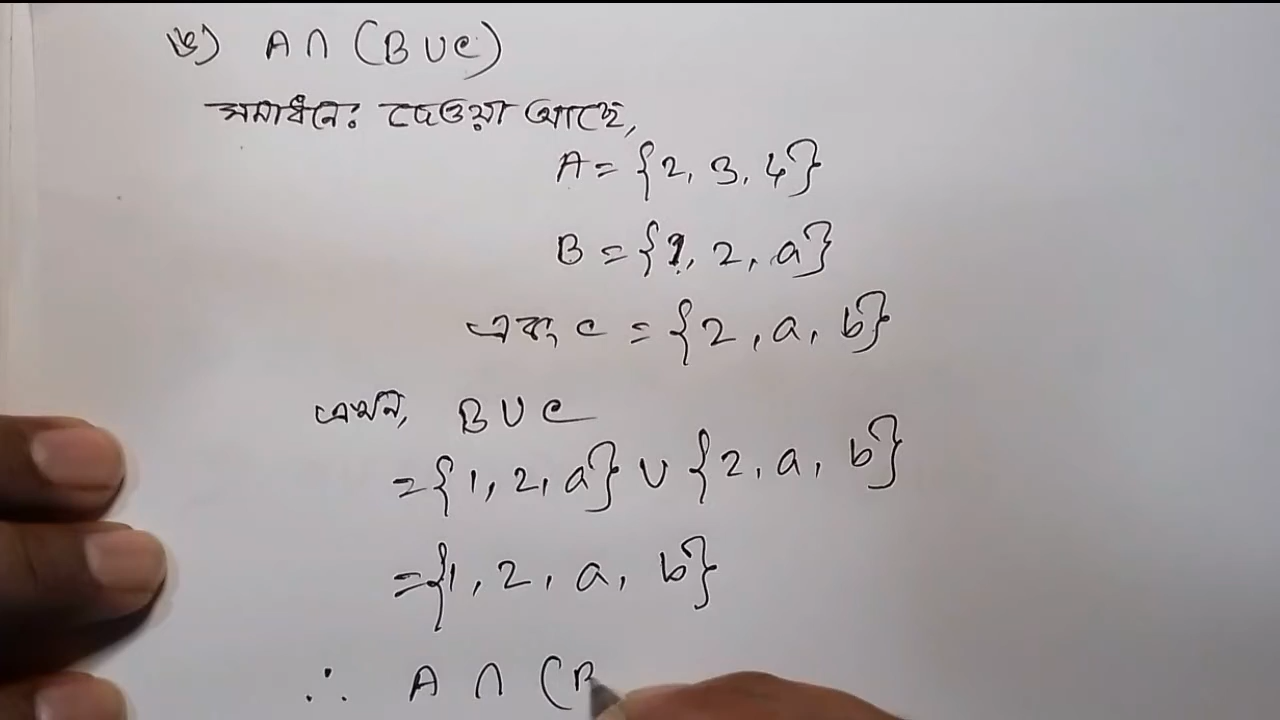 ঙ) A ∩ (B ∪ C)
সমাধান: দেওয়া আছে,
A = {2, 3, 4}
B = {1, 2, a}
এবং C = {2, a, b}
এখন, B ∪ C
= {1, 2, a} ∪ {2, a, b}
= {1, 2, a, b}
∴ A ∩ (B